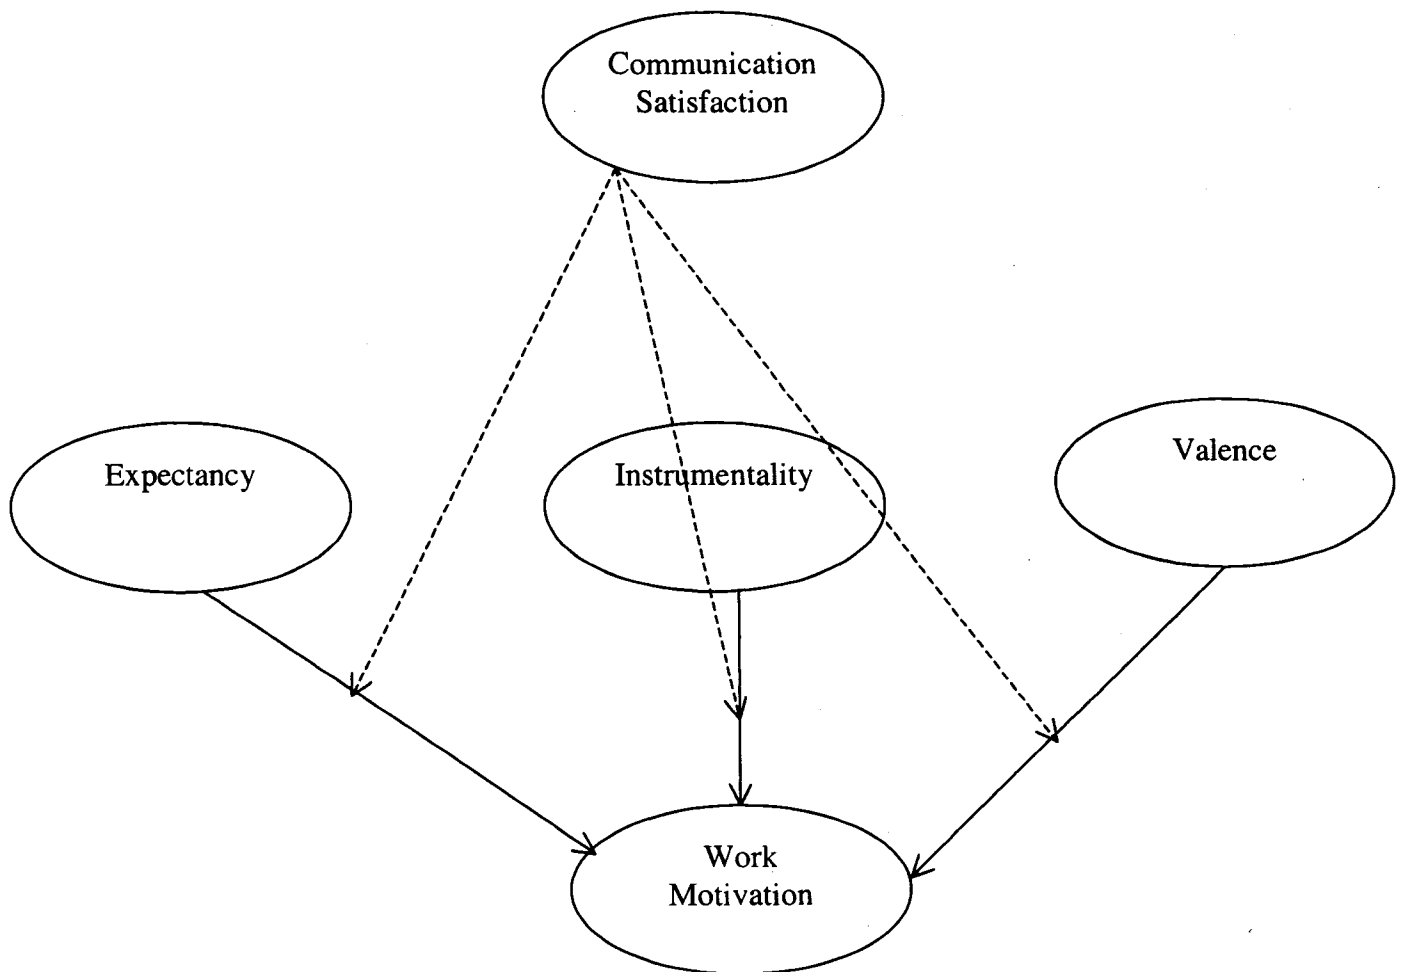 Communication
Satisfaction
Expectancy
Instrumentality
Valence
Work
Motivation